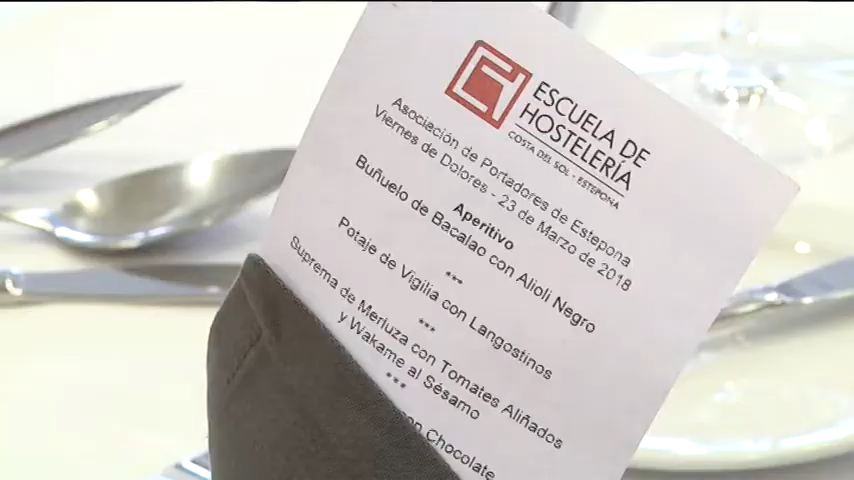 ESCUELA DE
HOSTELERÍA
COSTA DEL SOL - ESTEPONA
Asociación de Portadores de Estepona
Viernes de Dolores - 23 de Marzo de 2018
Aperitivo
Buñuelo de Bacalao con Alioli Negro
***
Potaje de Vigilia con Langostinos
***
Suprema de Merluza con Tomates Aliñados
y Wakame al Sésamo
***
con Chocolate